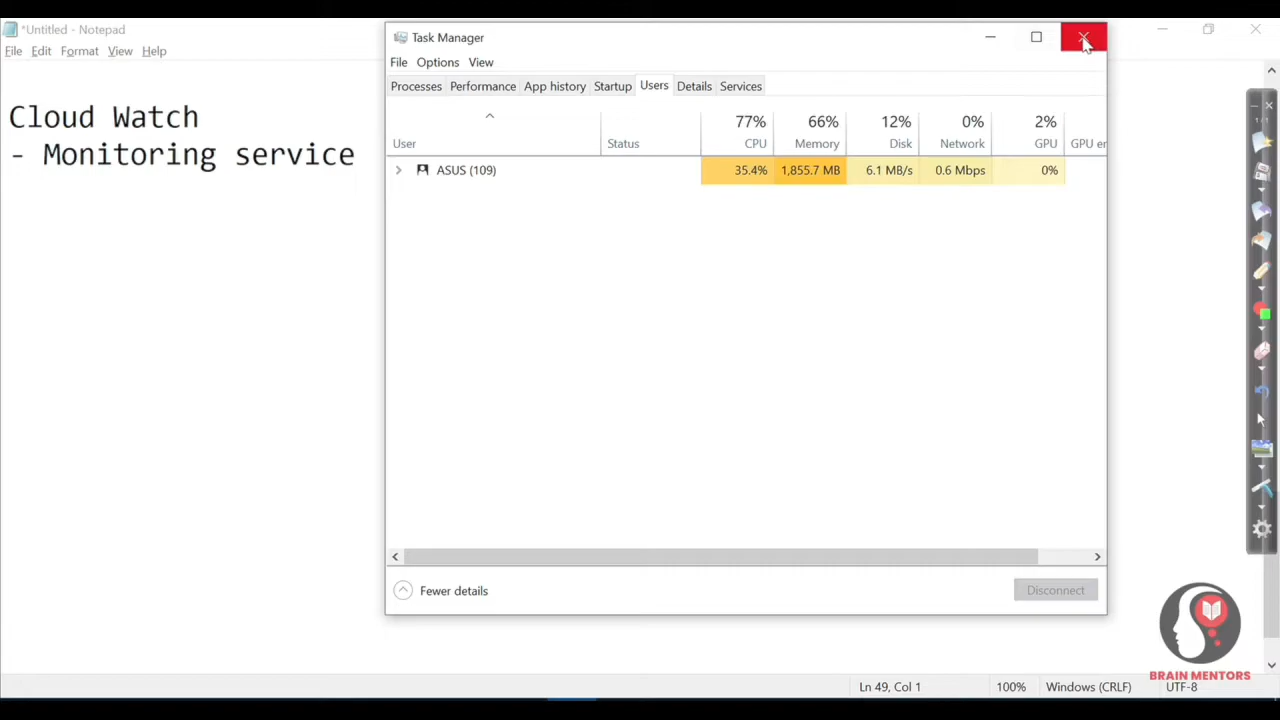 *Untitled - Notepad
File Edit Format View Help
Cloud Watch
- Monitoring service
Task Manager
File Options View
Processes Performance App history Startup Users Details Services
77% 66% 12% 0% 2%
User Status CPU Memory Disk Network GPU GPU er
ASUS (109) 35.4% 1,855.7 MB 6.1 MB/s 0.6 Mbps 0%
Fewer details Disconnect
1/1
BRAIN MENTORS
Ln 49, Col 1 100% Windows (CRLF) UTF-8